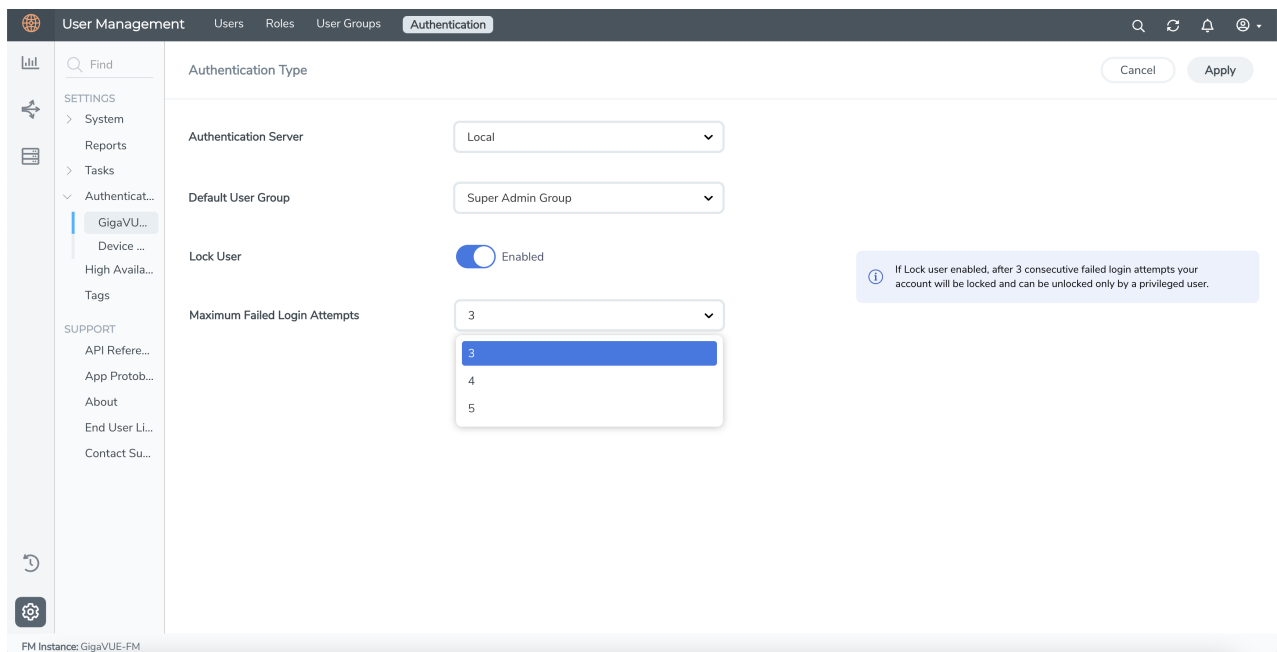 User Management Users Roles User Groups Authentication
Find
Authentication Type
Cancel Apply
SETTINGS
System
Reports
Tasks
Authenticat...
GigaVU...
Device ...
High Availa...
Tags
SUPPORT
API Refere...
App Protob...
About
End User Li...
Contact Su...
Authentication Server Local
Default User Group Super Admin Group
Lock User Enabled
If Lock user enabled, after 3 consecutive failed login attempts your
account will be locked and can be unlocked only by a privileged user.
Maximum Failed Login Attempts 3
3
4
5
FM Instance: GigaVUE-FM